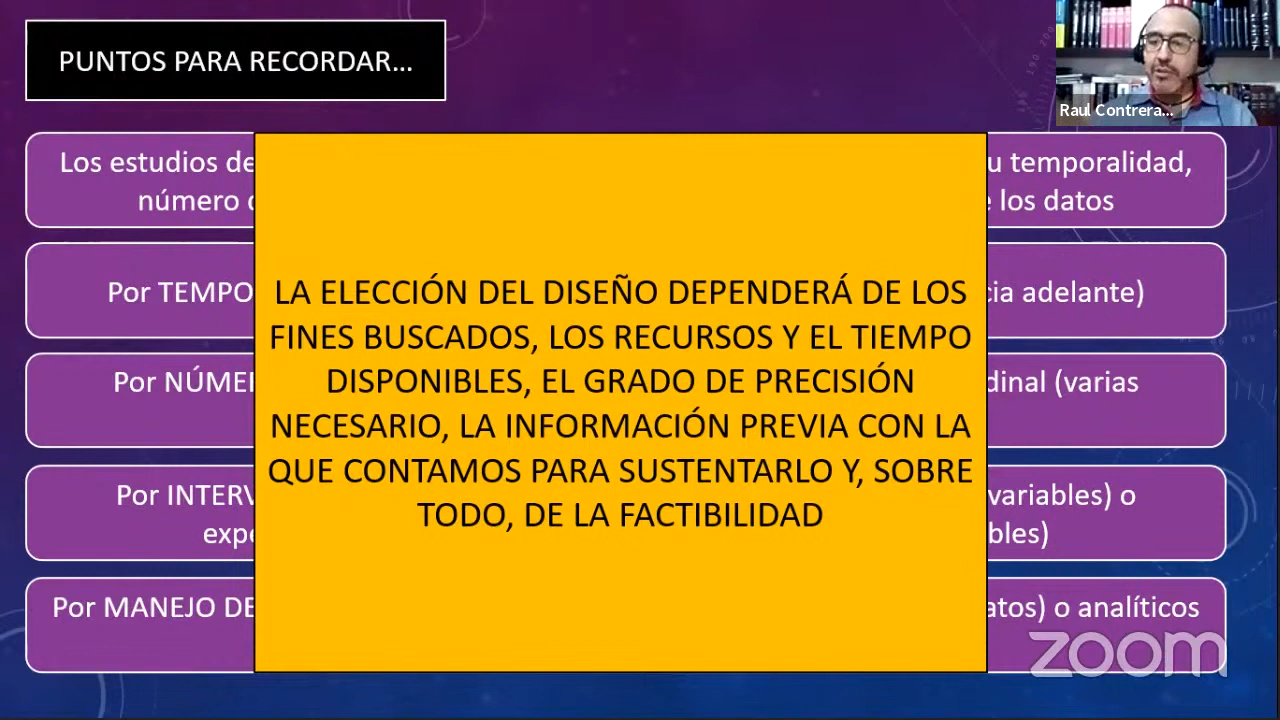 PUNTOS PARA RECORDAR...
Raul Contrera...
Los estudios de
u temporalidad,
número
los datos
Por TEMPO
cia adelante)
Por NÚMER
dinal (varias
Por INTERV
variables) o
expe
bles)
Por MANEJO DE
atos) o analíticos
LA ELECCIÓN DEL DISEÑO DEPENDERÁ DE LOS
FINES BUSCADOS, LOS RECURSOS Y EL TIEMPO
DISPONIBLES, EL GRADO DE PRECISIÓN
NECESARIO, LA INFORMACIÓN PREVIA CON LA
QUE CONTAMOS PARA SUSTENTARLO Y, SOBRE
TODO, DE LA FACTIBILIDAD
zoom